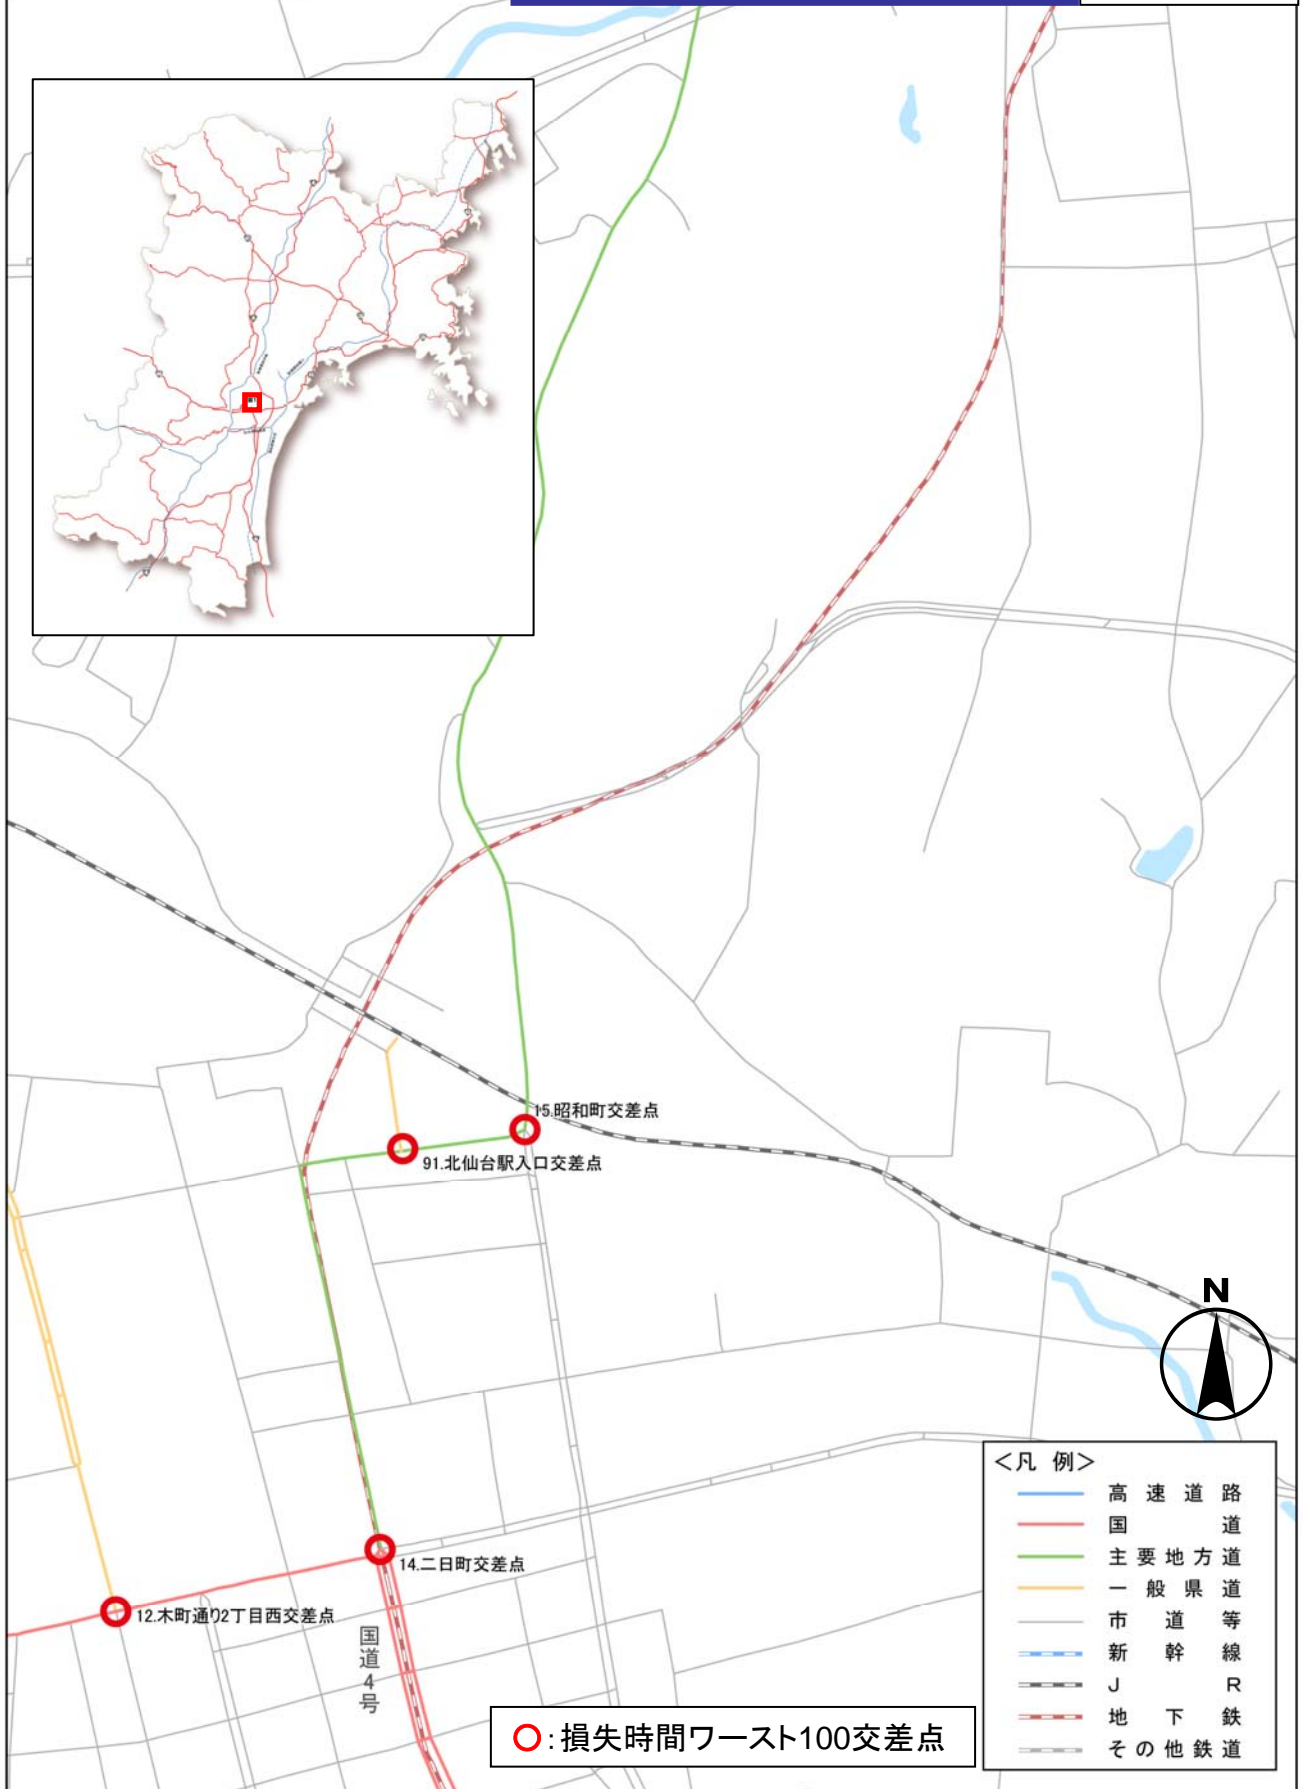 15.昭和町交差点
91.北仙台駅入口交差点
N
14.二日町交差点
12.木町通り2丁目西交差点
国道4号
<凡 例>
高速道路
国道
主要地方道
一般県道
市道等
新幹線
JR
地下鉄
その他鉄道
○:損失時間ワースト100交差点